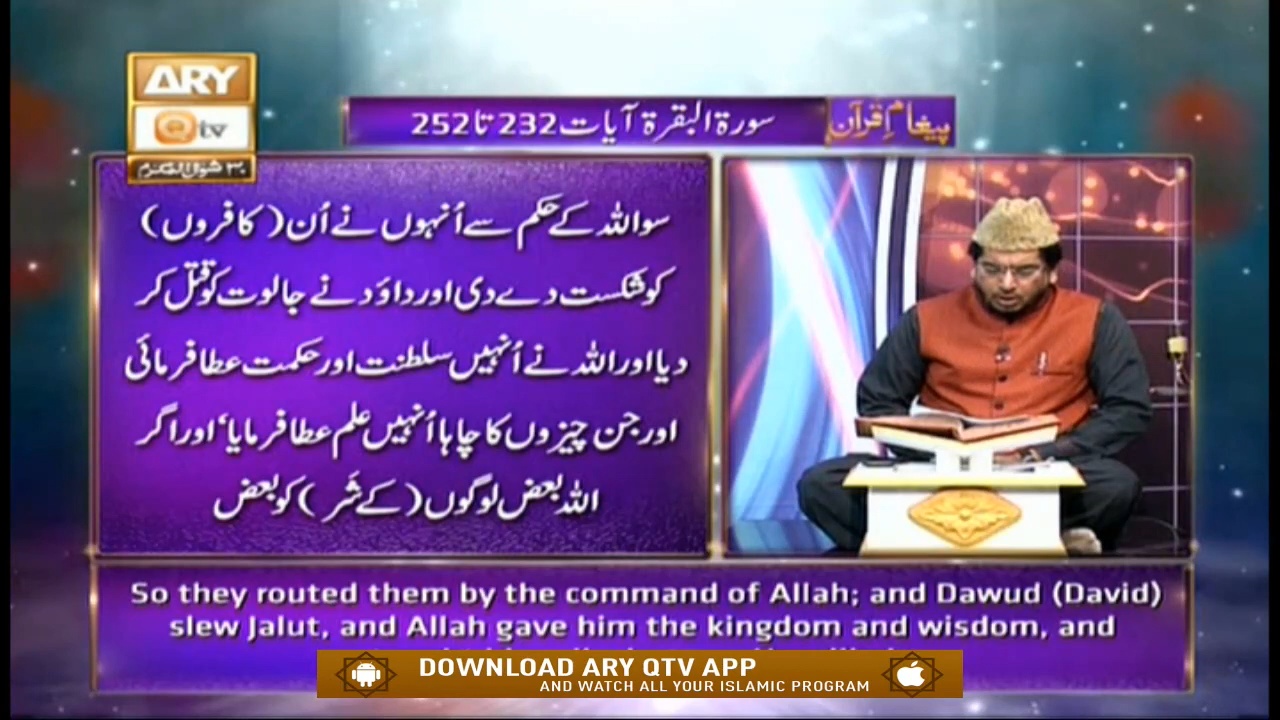 ARY
Qtv
۳۰ شوال المکرم
سورۃ البقرۃ آیات 232 تا 252
پیغامِ قرآن
سو اللہ کے حکم سے اُنہوں نے اُن (کافروں)
کو شکست دے دی اور داؤد نے جالوت کو قتل کر
دیا اور اللہ نے اُنہیں سلطنت اور حکمت عطا فرمائی
اور جن چیزوں کا چاہا اُنہیں علم عطا فرمایا‘ اور اگر
اللہ بعض لوگوں (کے شَر) کو بعض
So they routed them by the command of Allah; and Dawud (David)
slew Jalut, and Allah gave him the kingdom and wisdom, and
DOWNLOAD ARY QTV APP
AND WATCH ALL YOUR ISLAMIC PROGRAM